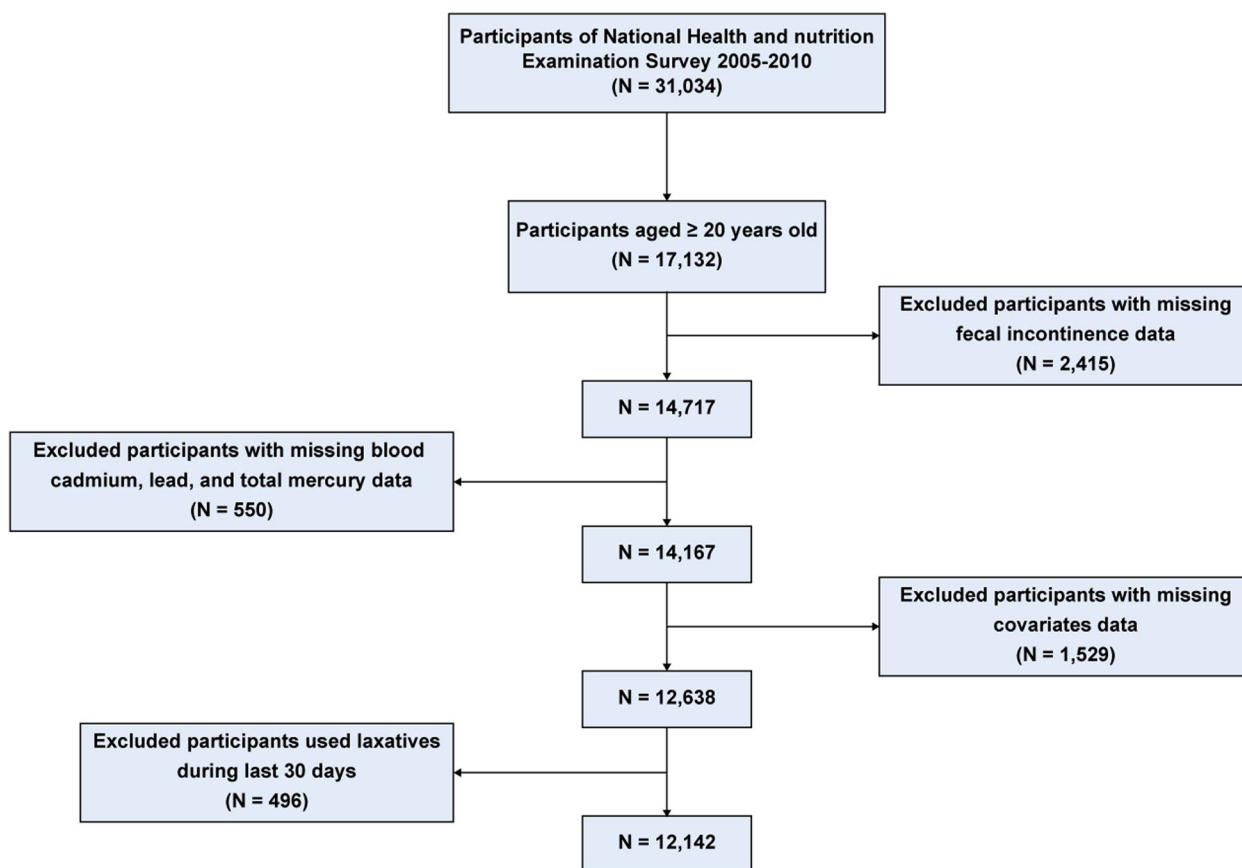 Participants of National Health and nutrition
Examination Survey 2005-2010
(N = 31,034)
Participants aged ≥ 20 years old
(N = 17,132)
Excluded participants with missing
fecal incontinence data
(N = 2,415)
N = 14,717
Excluded participants with missing blood
cadmium, lead, and total mercury data
(N = 550)
N = 14,167
Excluded participants with missing
covariates data
(N = 1,529)
N = 12,638
Excluded participants used laxatives
during last 30 days
(N = 496)
N = 12,142